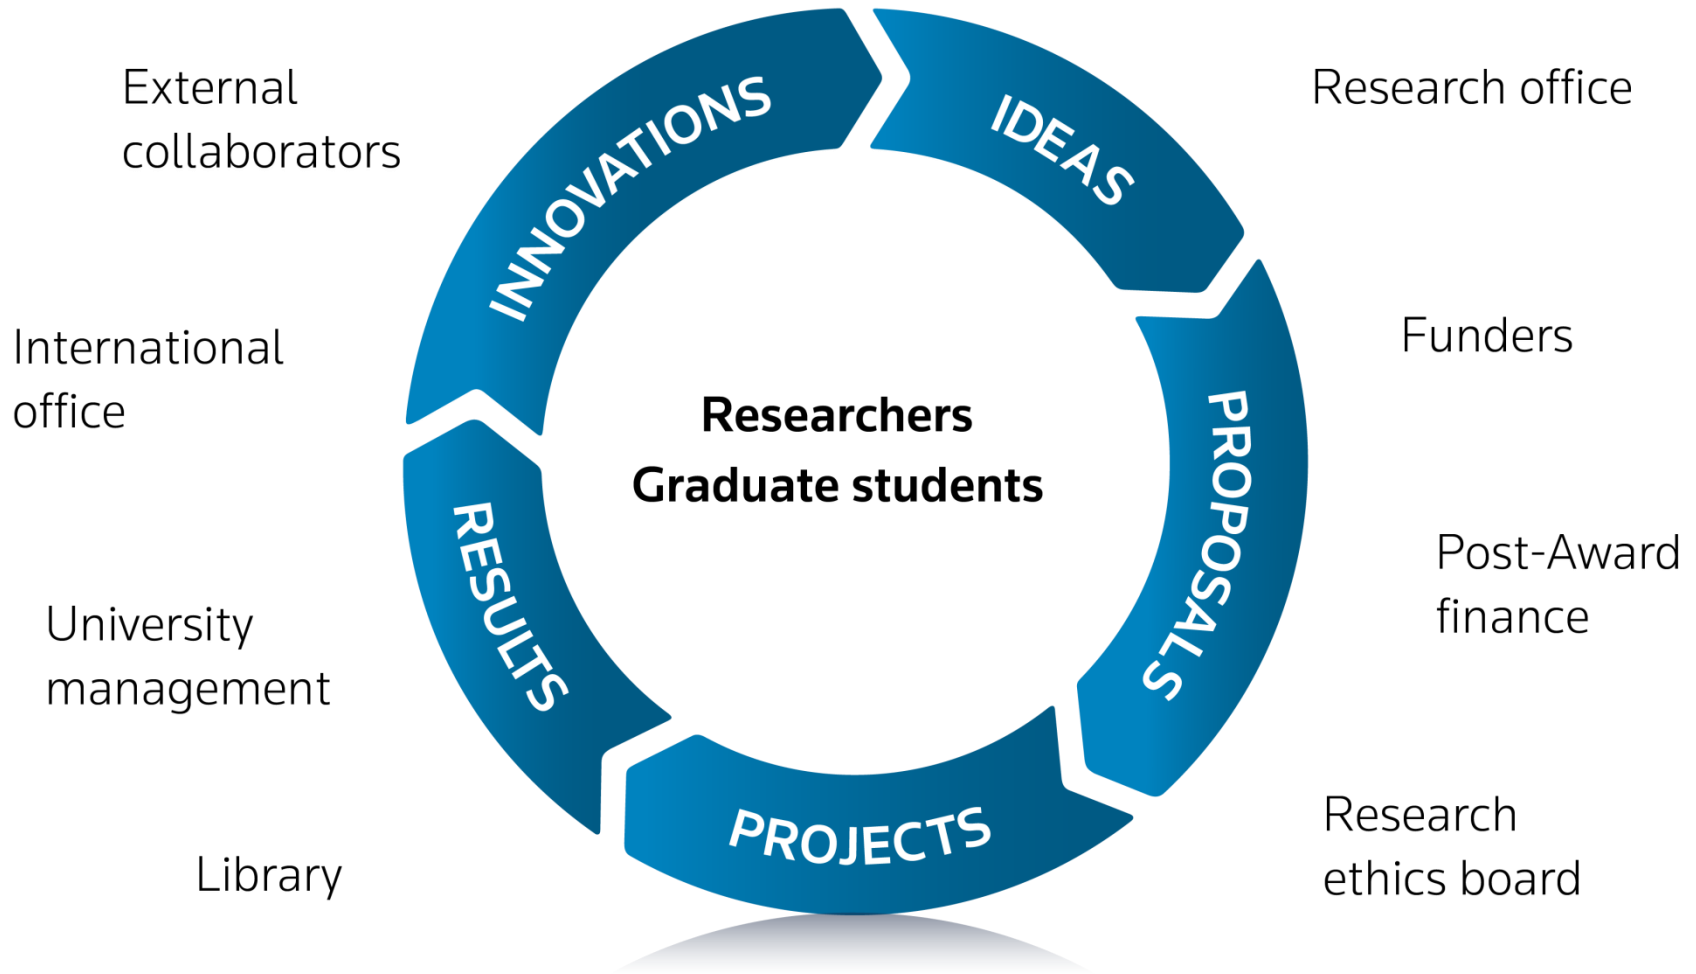 External
collaborators
Research office
INNOVATIONS
IDEAS
International
office
Funders
Researchers
Graduate students
PROPOSALS
RESULTS
Post-Award
finance
University
management
PROJECTS
Research
ethics board
Library